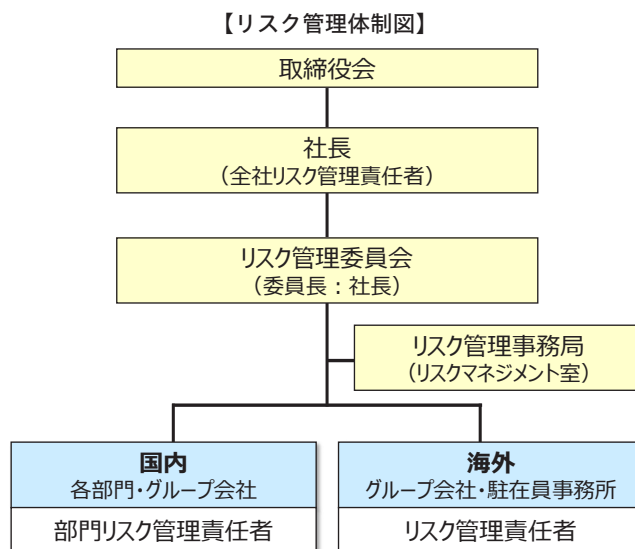 【リスク管理体制図】
取締役会
社長
（全社リスク管理責任者）
リスク管理委員会
（委員長：社長）
リスク管理事務局
（リスクマネジメント室）
国内
各部門・グループ会社
部門リスク管理責任者
海外
グループ会社・駐在員事務所
リスク管理責任者